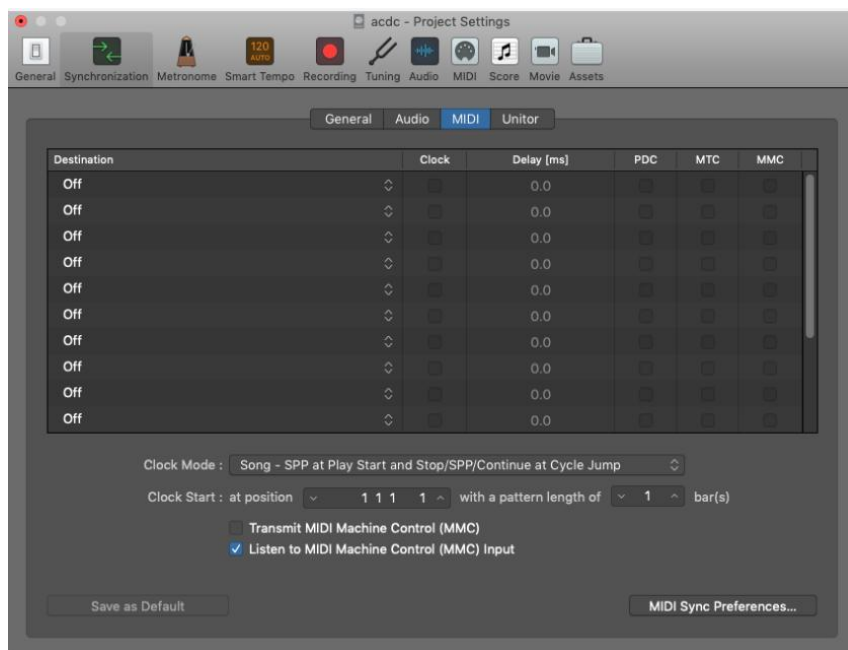 acdc - Project Settings
120
AUTO
General Synchronization Metronome Smart Tempo Recording Tuning Audio MIDI Score Movie Assets
General Audio MIDI Unitor
Destination Clock Delay [ms] PDC MTC MMC
Off 0.0
Off 0.0
Off 0.0
Off 0.0
Off 0.0
Off 0.0
Off 0.0
Off 0.0
Off 0.0
Off 0.0
Clock Mode : Song - SPP at Play Start and Stop/SPP/Continue at Cycle Jump
Clock Start : at position 1 1 1 1 with a pattern length of 1 bar(s)
Transmit MIDI Machine Control (MMC)
Listen to MIDI Machine Control (MMC) Input
Save as Default MIDI Sync Preferences...